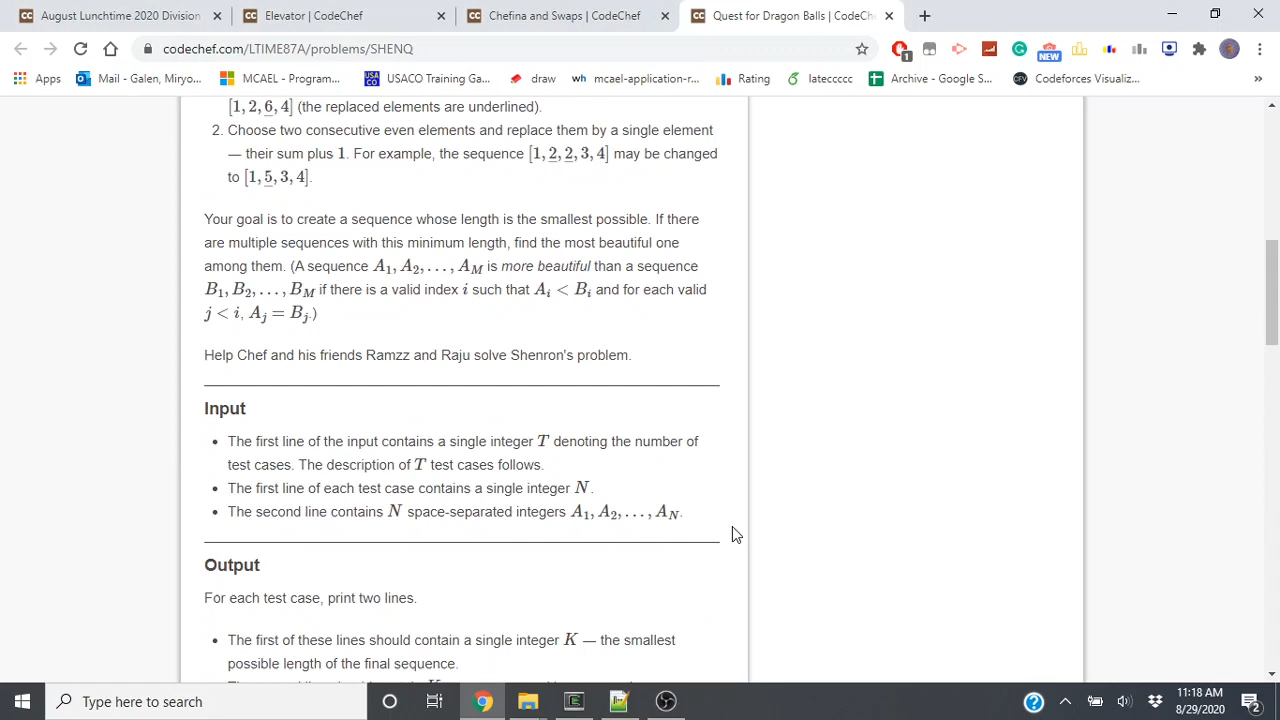 August Lunchtime 2020 Division
Elevator | CodeChef
Chefina and Swaps | CodeChef
Quest for Dragon Balls | CodeChe
codechef.com/LTIME87A/problems/SHENQ
1
NEW
Apps
Mail - Galen, Miryo...
MCAEL - Program...
USACO Training Ga...
draw
wh mcael-application-r...
Rating
lateccccc
Archive - Google S...
Codeforces Visualiz...
»
[1, 2, 6, 4] (the replaced elements are underlined).
2. Choose two consecutive even elements and replace them by a single element
— their sum plus 1. For example, the sequence [1, 2, 2, 3, 4] may be changed
to [1, 5, 3, 4].
Your goal is to create a sequence whose length is the smallest possible. If there
are multiple sequences with this minimum length, find the most beautiful one
among them. (A sequence A1, A2, . . . , AM is more beautiful than a sequence
B1, B2, . . . , BM if there is a valid index i such that Ai < Bi and for each valid
j < i, Aj = Bj.)
Help Chef and his friends Ramzz and Raju solve Shenron's problem.
Input
• The first line of the input contains a single integer T denoting the number of
test cases. The description of T test cases follows.
• The first line of each test case contains a single integer N.
• The second line contains N space-separated integers A1, A2, . . . , AN.
Output
For each test case, print two lines.
• The first of these lines should contain a single integer K — the smallest
possible length of the final sequence.
Type here to search
11:18 AM
8/29/2020
2